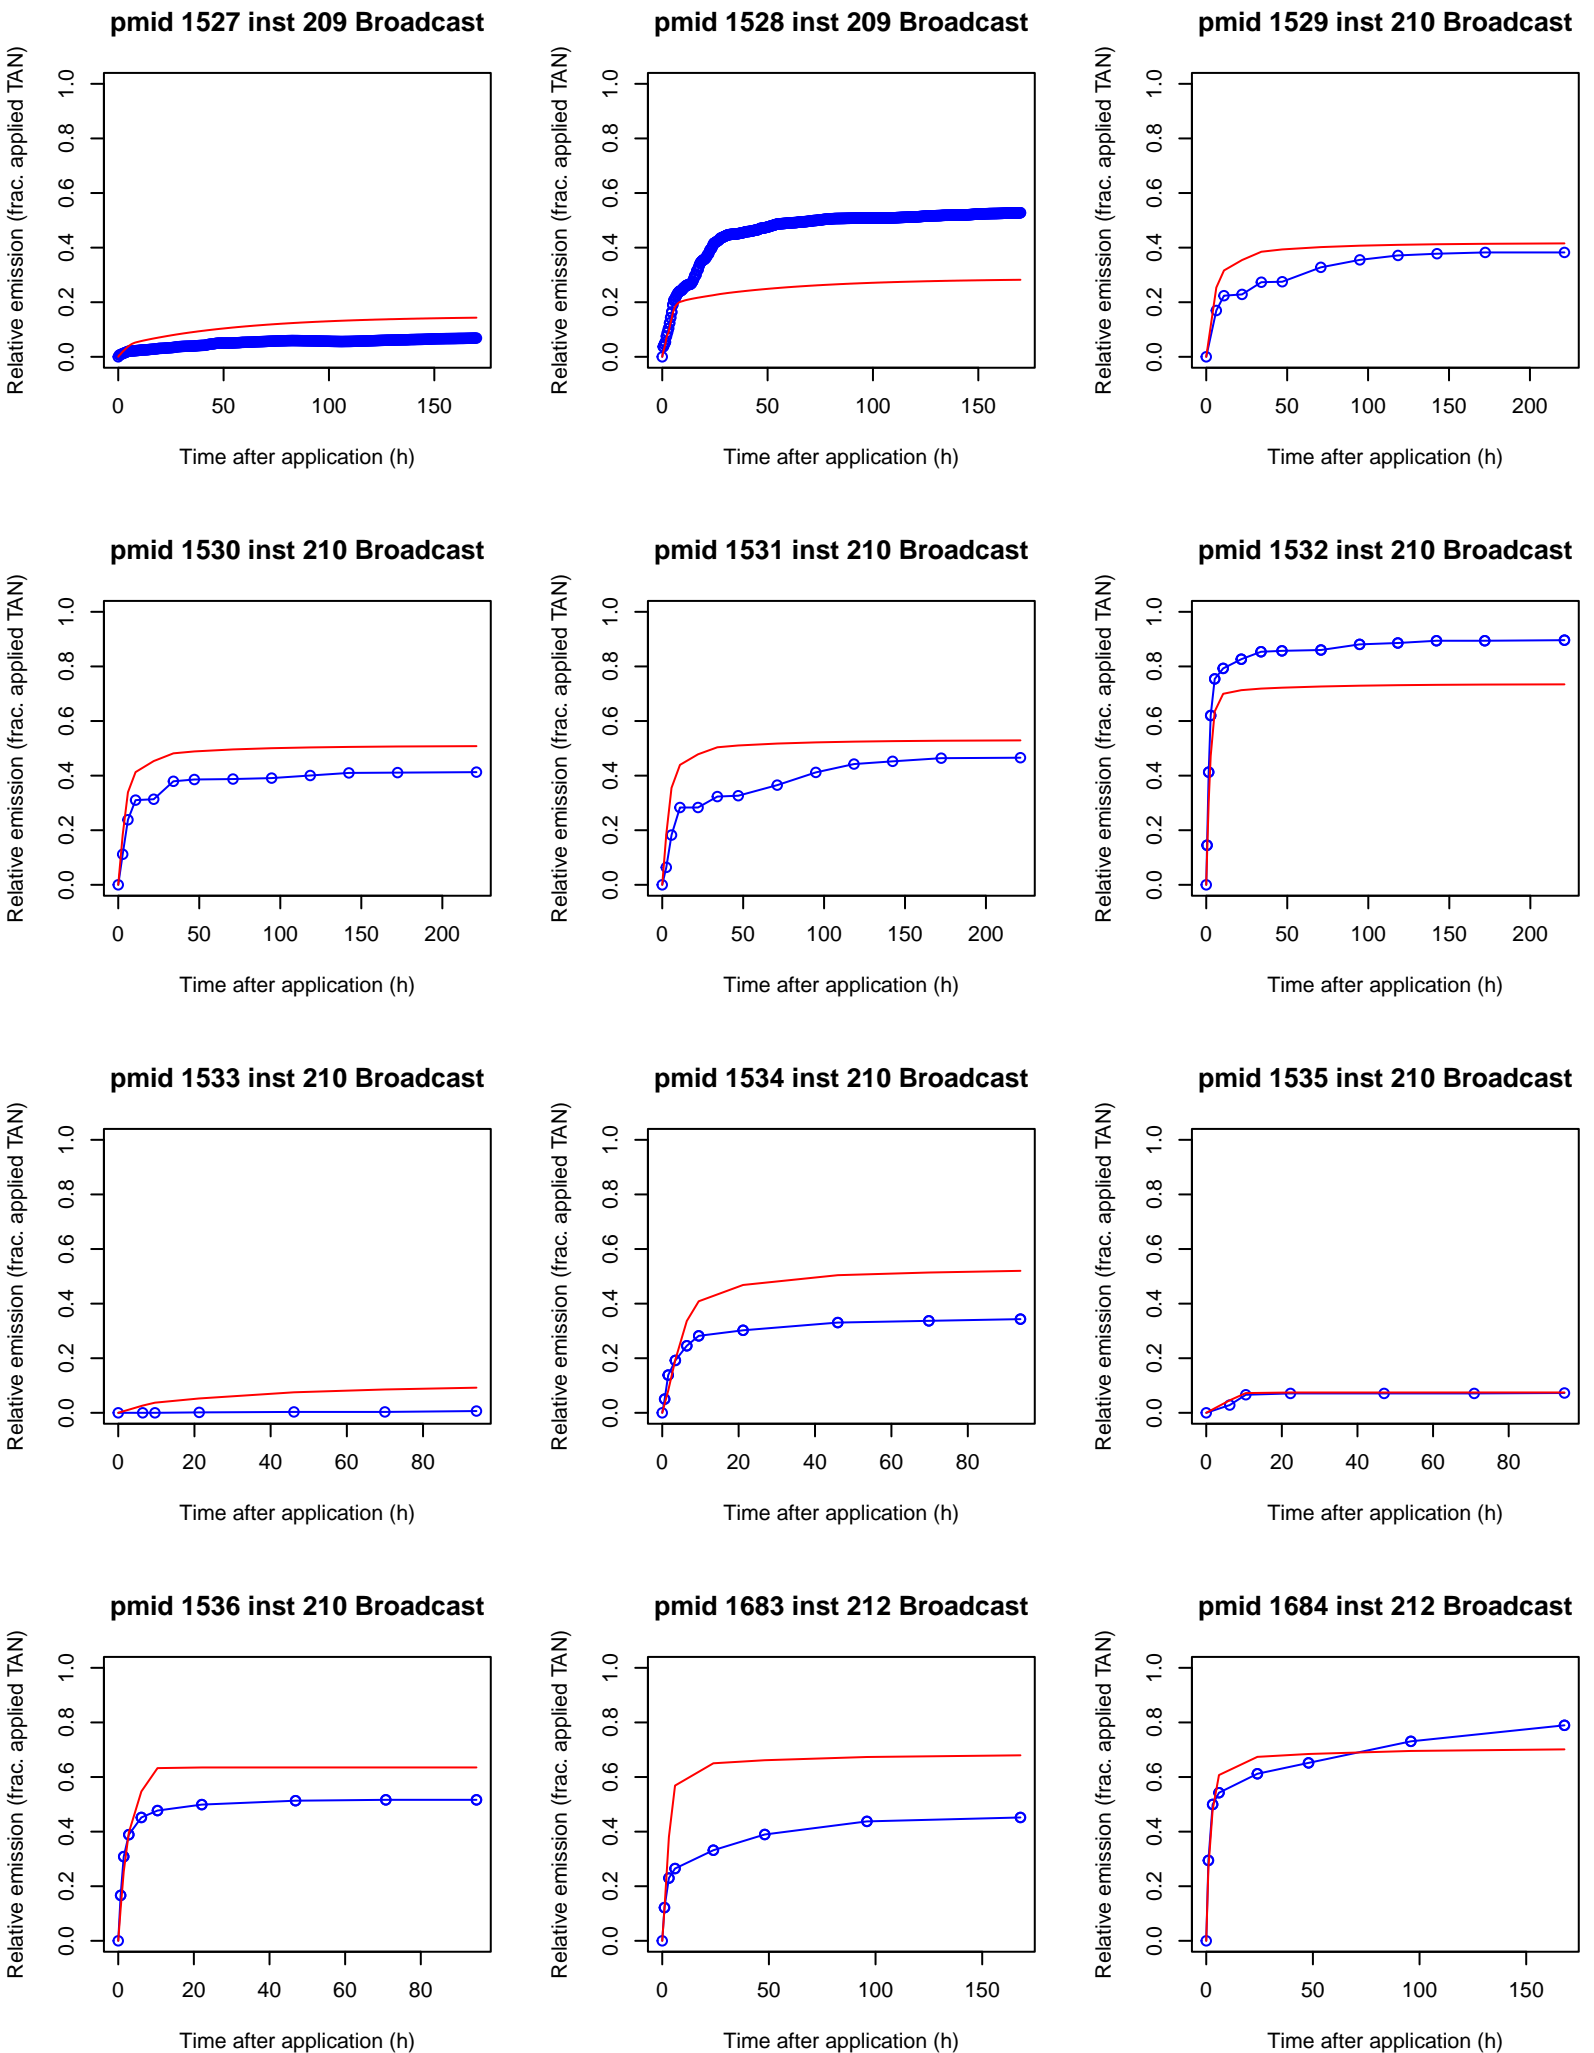 pmid 1527 inst 209 Broadcast
Relative emission (frac. applied TAN)
1.0
0.8
0.6
0.4
0.2
0.0
0 50 100 150
Time after application (h)
pmid 1528 inst 209 Broadcast
Relative emission (frac. applied TAN)
1.0
0.8
0.6
0.4
0.2
0.0
0 50 100 150
Time after application (h)
pmid 1529 inst 210 Broadcast
Relative emission (frac. applied TAN)
1.0
0.8
0.6
0.4
0.2
0.0
0 50 100 150 200
Time after application (h)
pmid 1530 inst 210 Broadcast
Relative emission (frac. applied TAN)
1.0
0.8
0.6
0.4
0.2
0.0
0 50 100 150 200
Time after application (h)
pmid 1531 inst 210 Broadcast
Relative emission (frac. applied TAN)
1.0
0.8
0.6
0.4
0.2
0.0
0 50 100 150 200
Time after application (h)
pmid 1532 inst 210 Broadcast
Relative emission (frac. applied TAN)
1.0
0.8
0.6
0.4
0.2
0.0
0 50 100 150 200
Time after application (h)
pmid 1533 inst 210 Broadcast
Relative emission (frac. applied TAN)
1.0
0.8
0.6
0.4
0.2
0.0
0 20 40 60 80
Time after application (h)
pmid 1534 inst 210 Broadcast
Relative emission (frac. applied TAN)
1.0
0.8
0.6
0.4
0.2
0.0
0 20 40 60 80
Time after application (h)
pmid 1535 inst 210 Broadcast
Relative emission (frac. applied TAN)
1.0
0.8
0.6
0.4
0.2
0.0
0 20 40 60 80
Time after application (h)
pmid 1536 inst 210 Broadcast
Relative emission (frac. applied TAN)
1.0
0.8
0.6
0.4
0.2
0.0
0 20 40 60 80
Time after application (h)
pmid 1683 inst 212 Broadcast
Relative emission (frac. applied TAN)
1.0
0.8
0.6
0.4
0.2
0.0
0 50 100 150
Time after application (h)
pmid 1684 inst 212 Broadcast
Relative emission (frac. applied TAN)
1.0
0.8
0.6
0.4
0.2
0.0
0 50 100 150
Time after application (h)